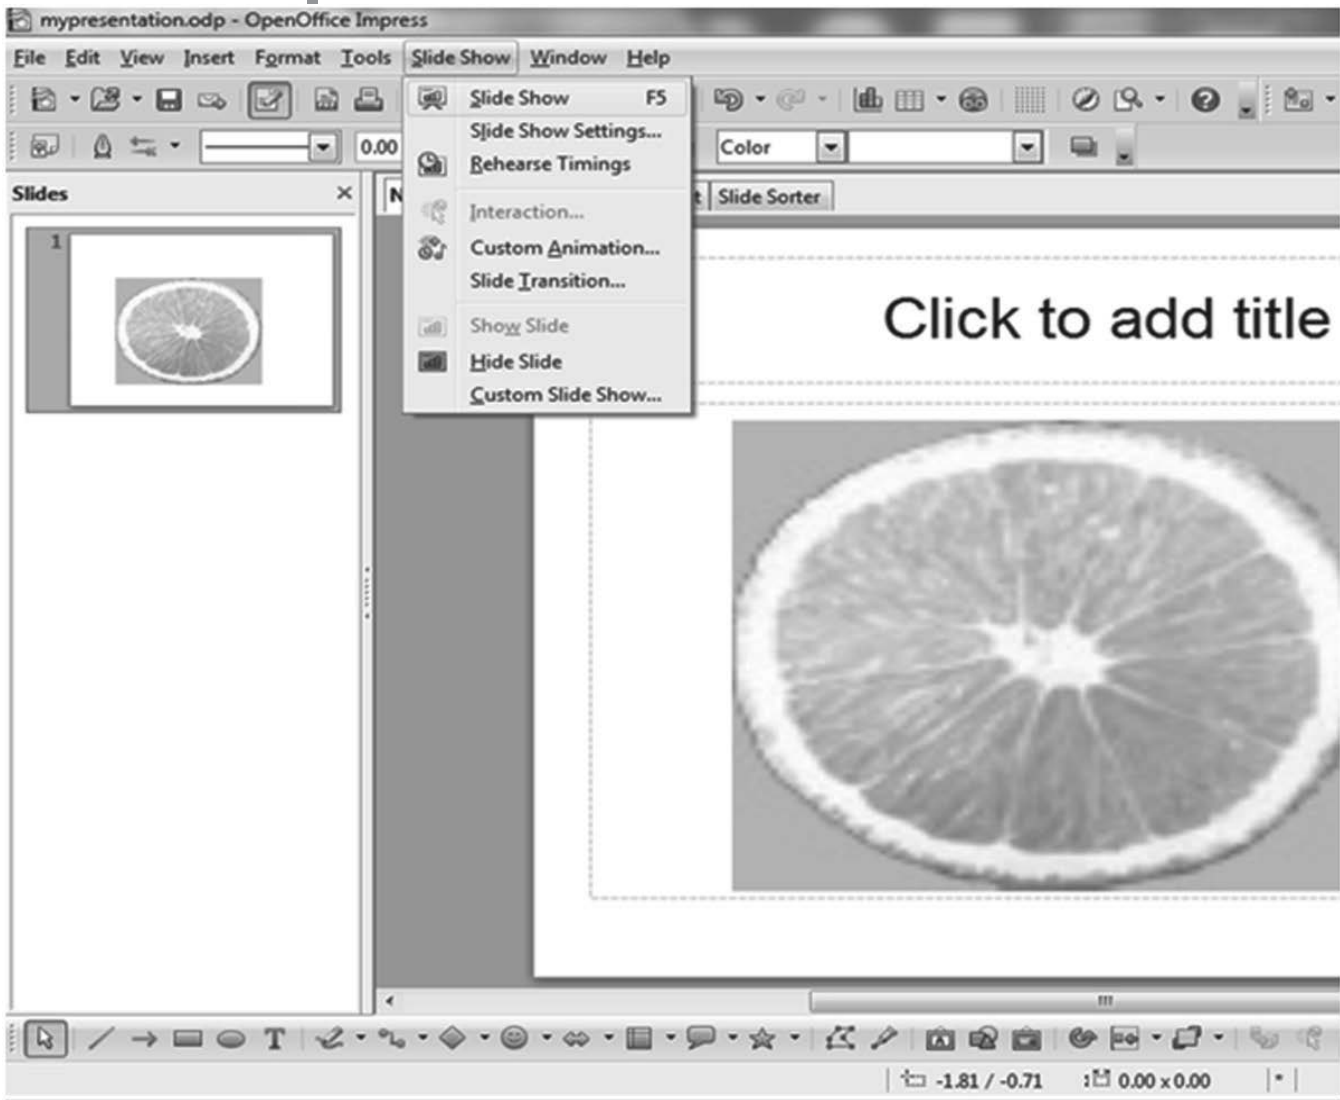 mypresentation.odp - OpenOffice Impress
File Edit View Insert Format Tools Slide Show Window Help
Slide Show F5
Slide Show Settings...
Rehearse Timings
Interaction...
Custom Animation...
Slide Transition...
Show Slide
Hide Slide
Custom Slide Show...
0.00
Color
Slides
N
t
Slide Sorter
1
Click to add title
-1.81 / -0.71 0.00 x 0.00 *